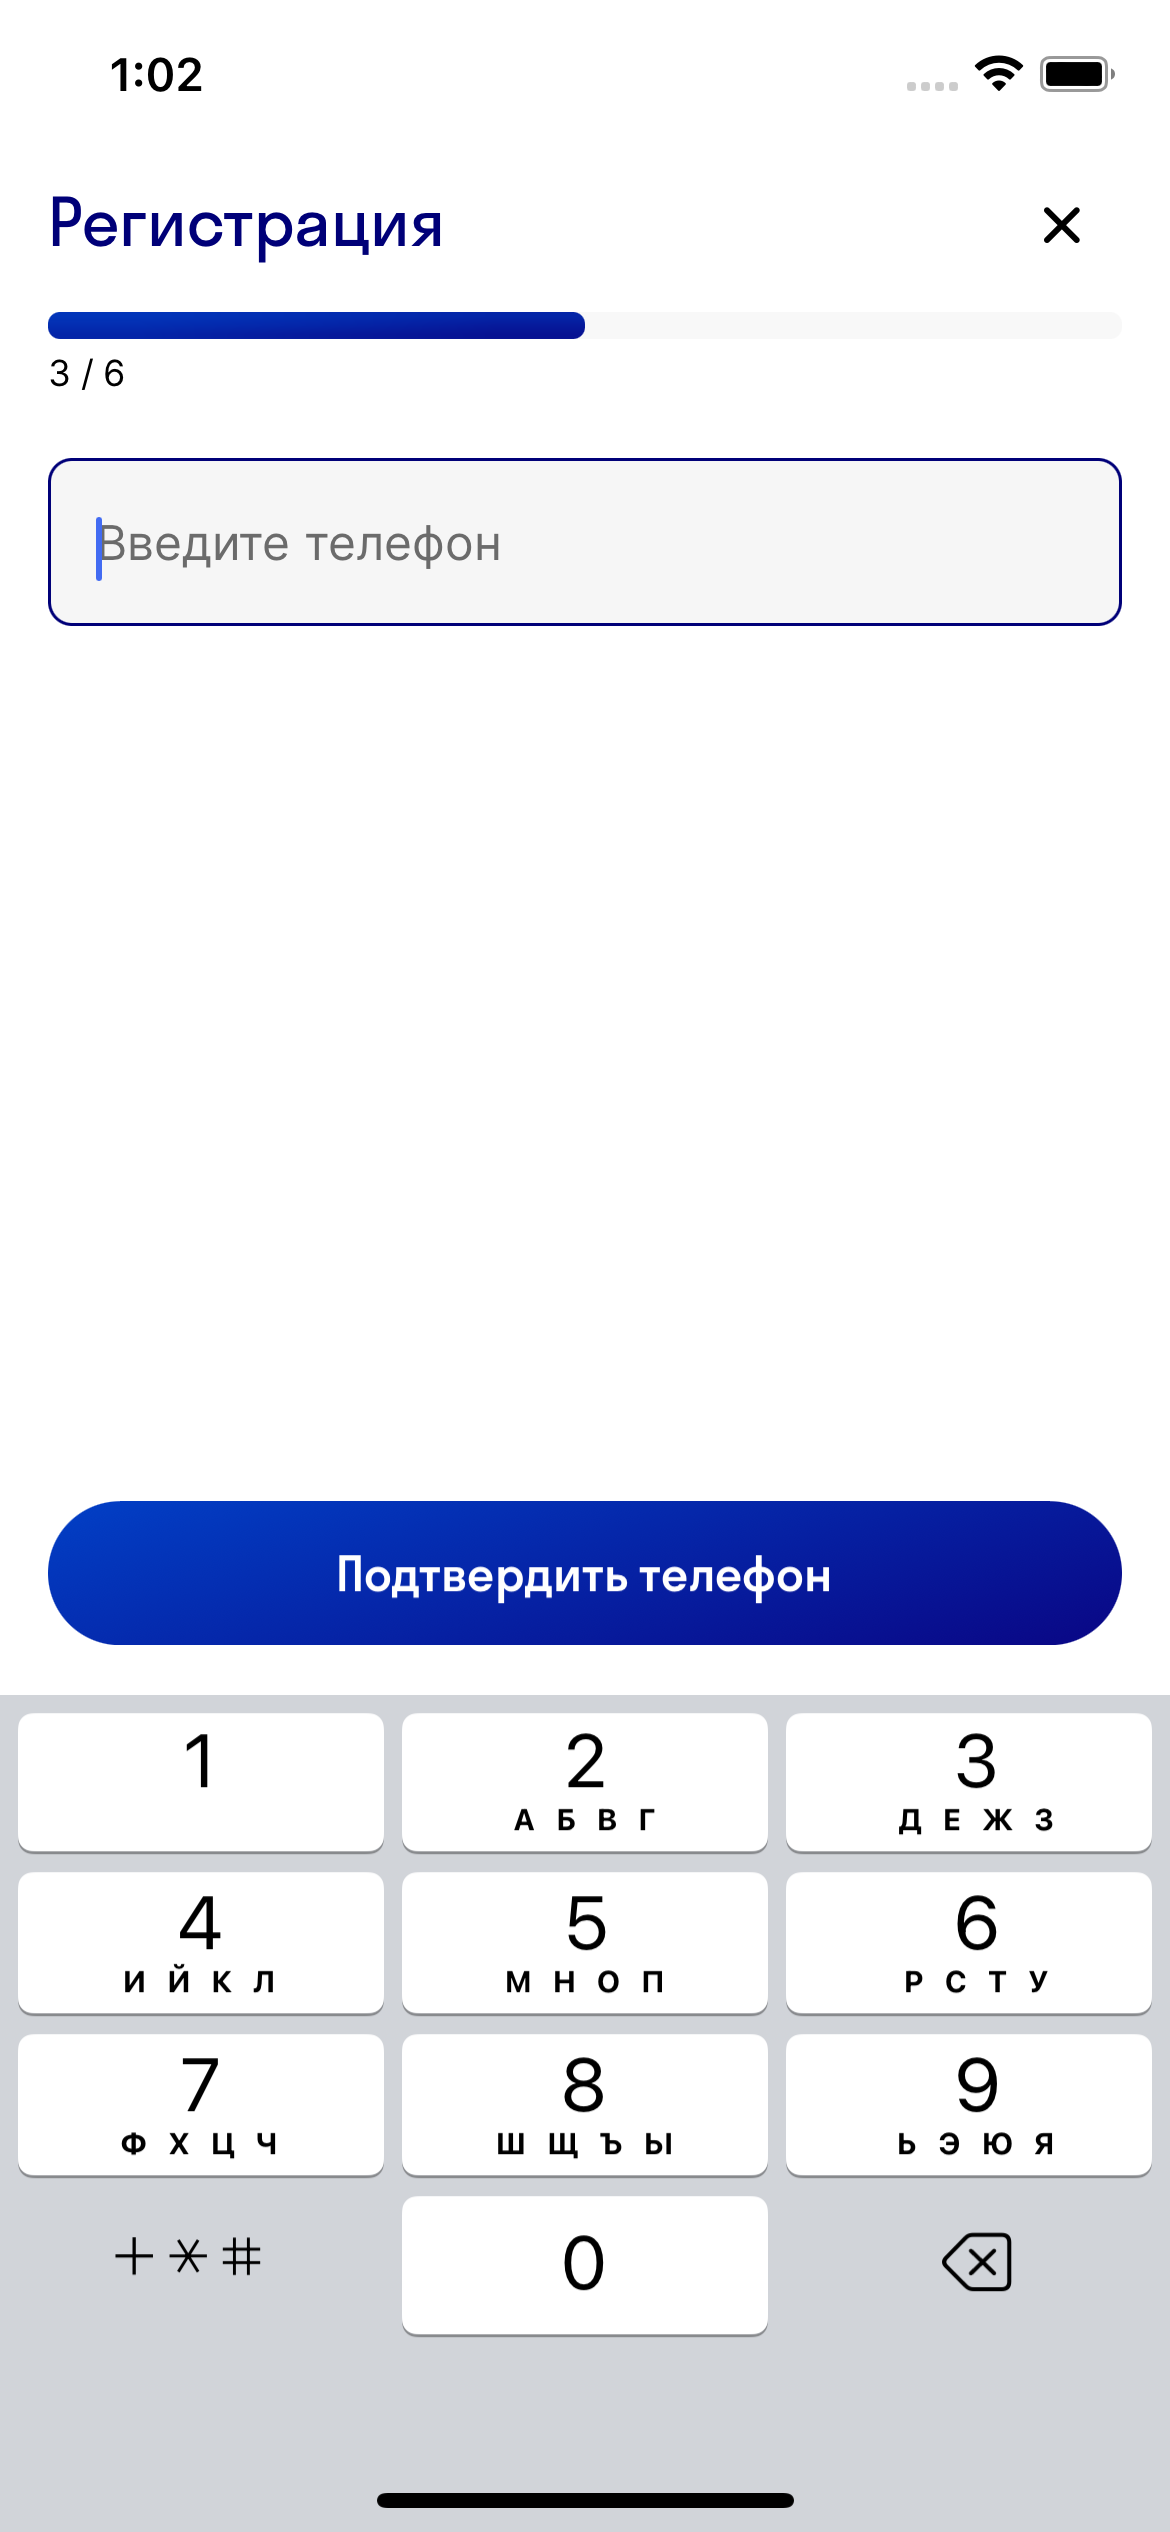 1:02
Регистрация
3 / 6
Введите телефон
Подтвердить телефон
1
2
3
А Б В Г
Д Е Ж З
4
5
6
И Й К Л
М Н О П
Р С Т У
7
8
9
Ф Х Ц Ч
Ш Щ Ъ Ы
Ь Э Ю Я
+ * #
0